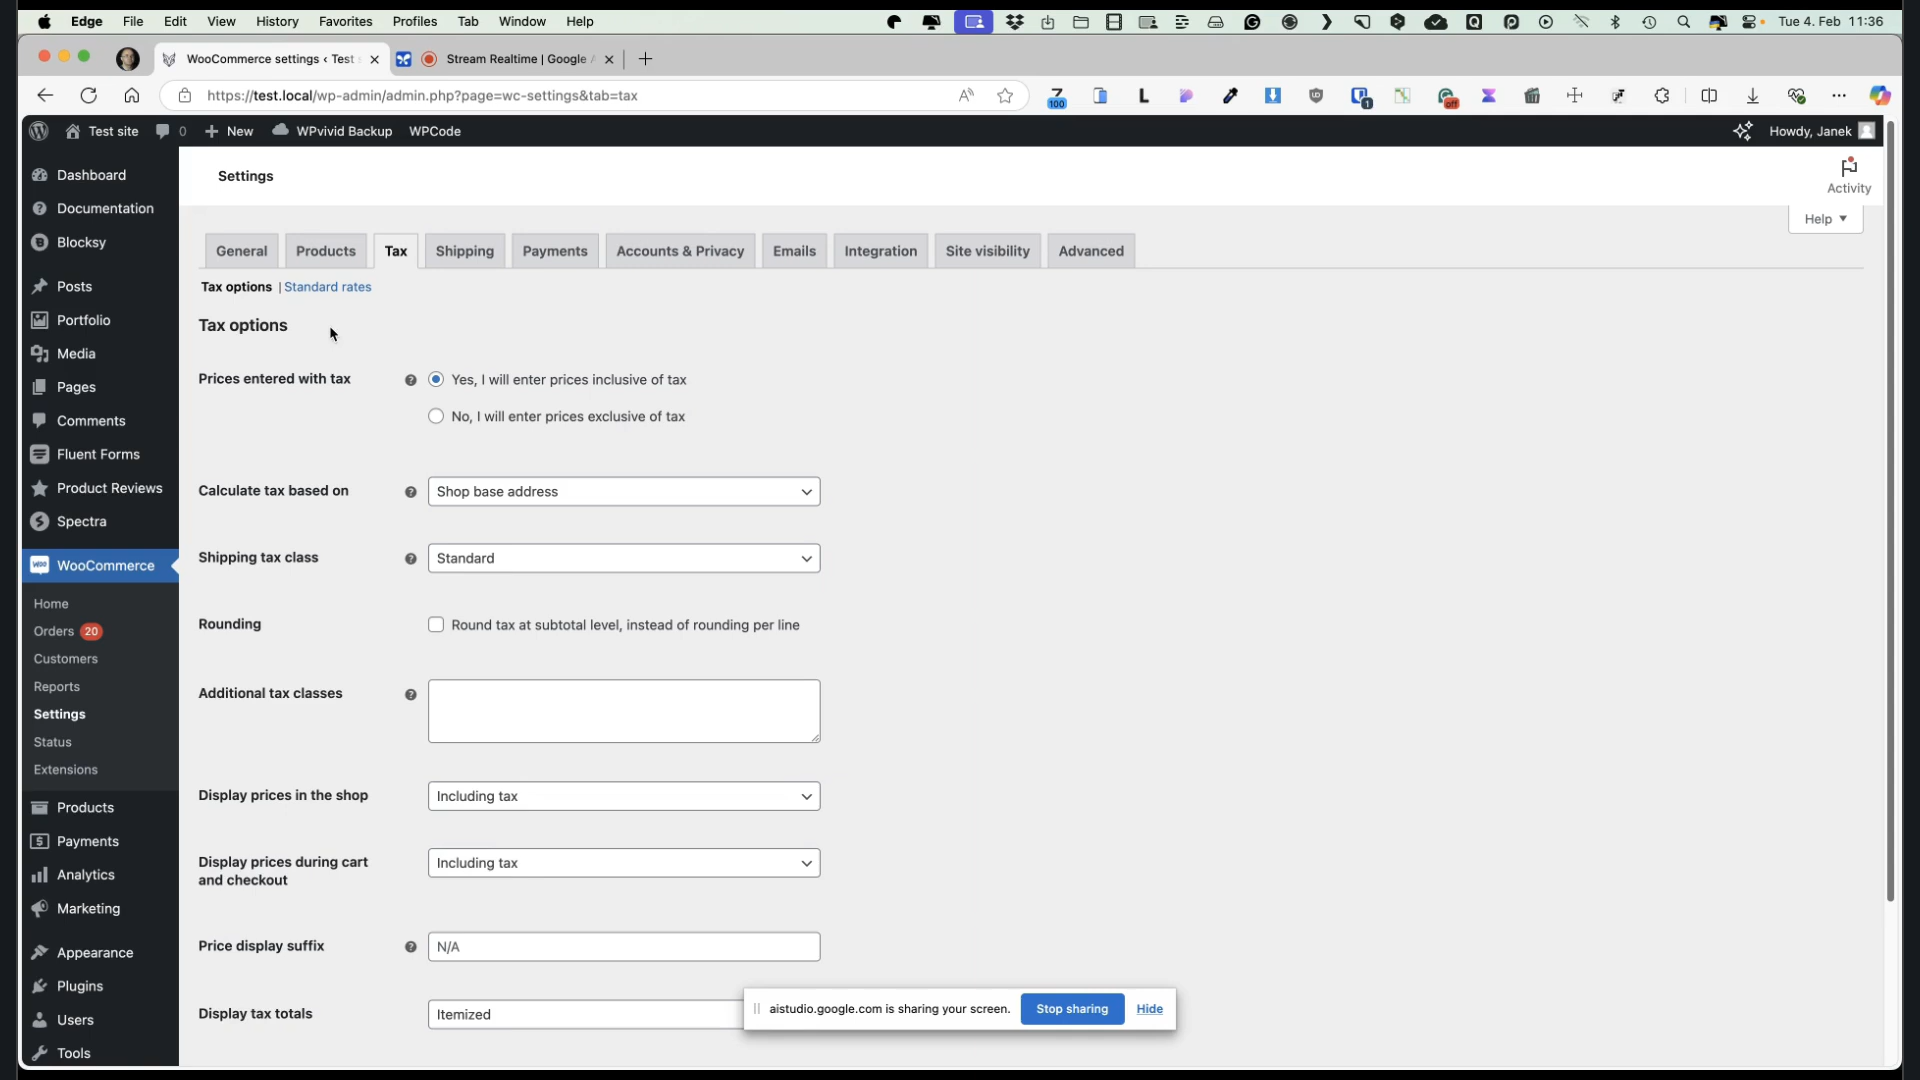 Edge File Edit View History Favorites Profiles Tab Window Help Tue 4. Feb 11:36
WooCommerce settings ‹ Test Stream Realtime | Google
https://test.local/wp-admin/admin.php?page=wc-settings&tab=tax
100
1
off
Test site 0 New WPvivid Backup WPCode Howdy, Janek
Dashboard
Documentation
Blocksy
Posts
Portfolio
Media
Pages
Comments
Fluent Forms
Product Reviews
Spectra
WooCommerce
Home
Orders 20
Customers
Reports
Settings
Status
Extensions
Products
Payments
Analytics
Marketing
Appearance
Plugins
Users
Tools
Settings
Activity
Help
General Products Tax Shipping Payments Accounts & Privacy Emails Integration Site visibility Advanced
Tax options | Standard rates
Tax options
Prices entered with tax
Yes, I will enter prices inclusive of tax
No, I will enter prices exclusive of tax
Calculate tax based on
Shop base address
Shipping tax class
Standard
Rounding
Round tax at subtotal level, instead of rounding per line
Additional tax classes
Display prices in the shop
Including tax
Display prices during cart
and checkout
Including tax
Price display suffix
N/A
Display tax totals
Itemized
aistudio.google.com is sharing your screen. Stop sharing Hide